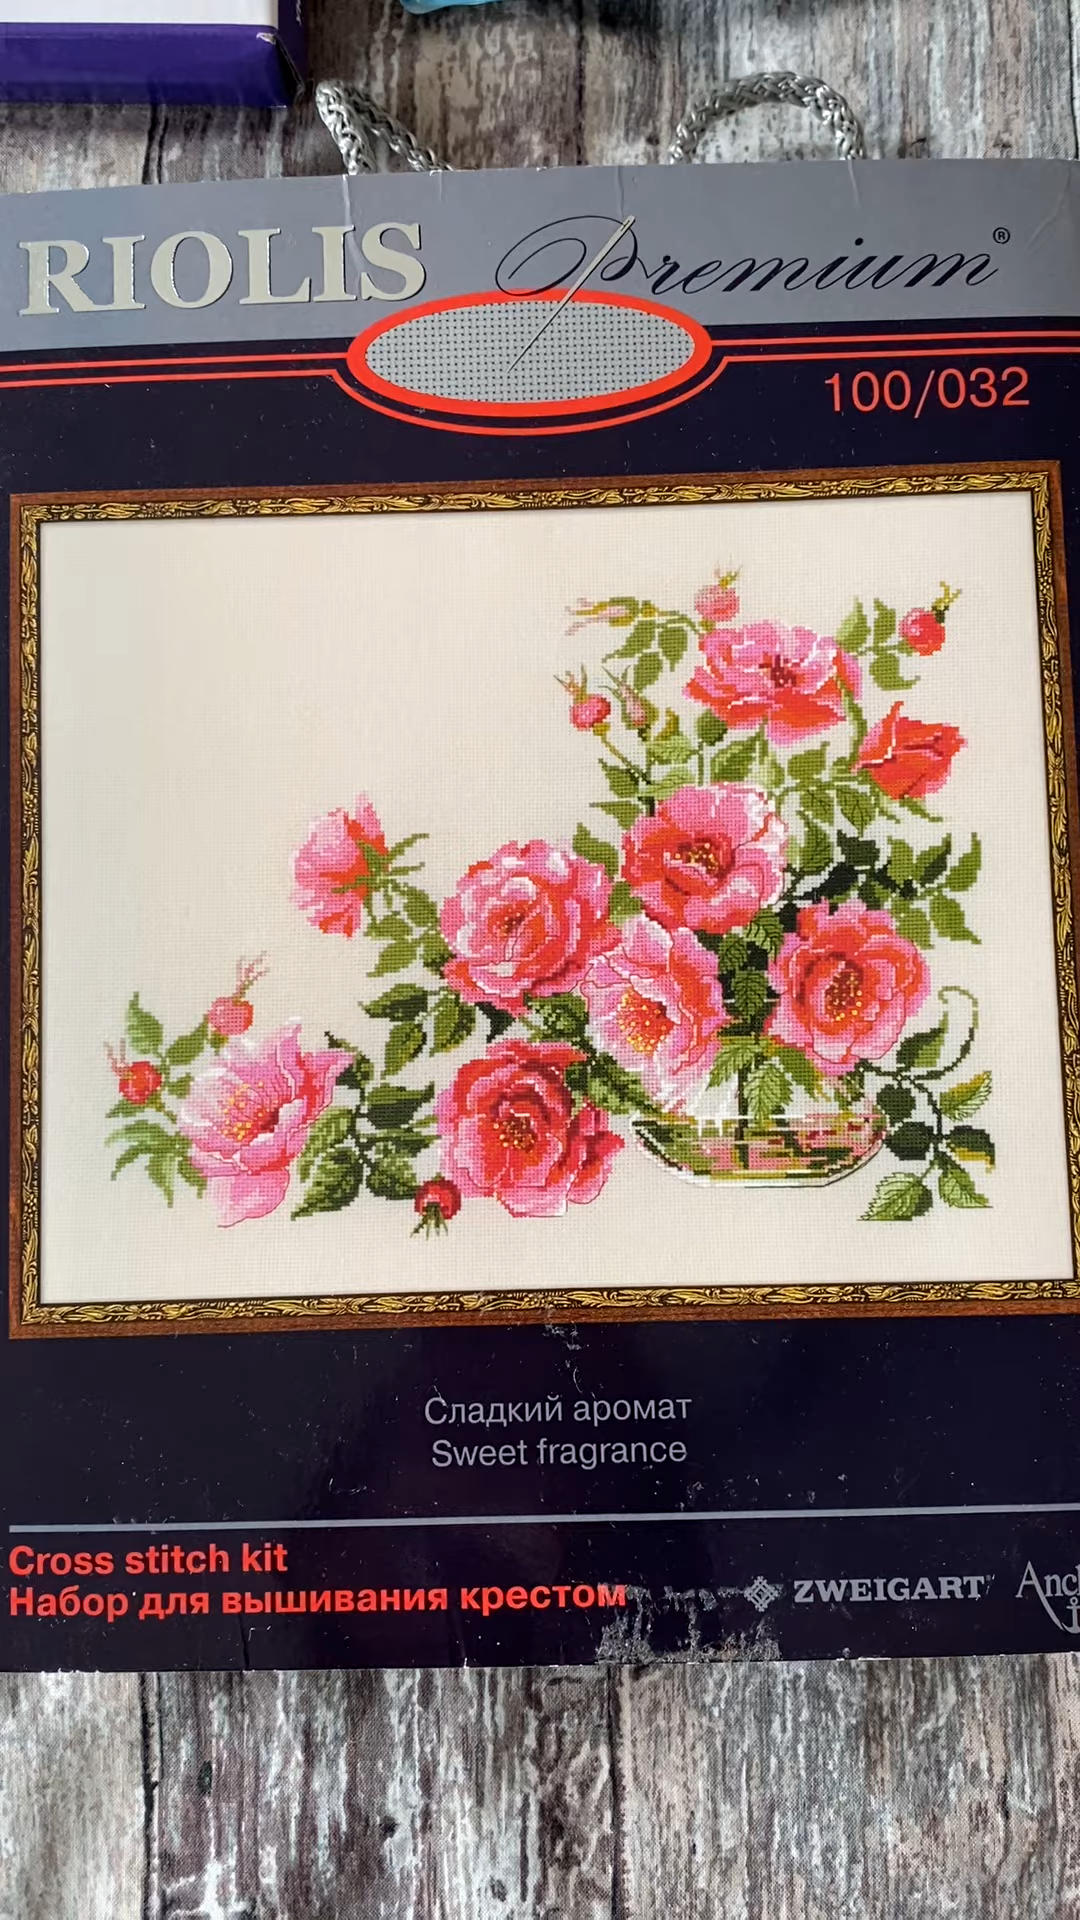 RIOLIS Premium®
100/032
Сладкий аромат
Sweet fragrance
Cross stitch kit
Набор для вышивания крестом
ZWEIGART